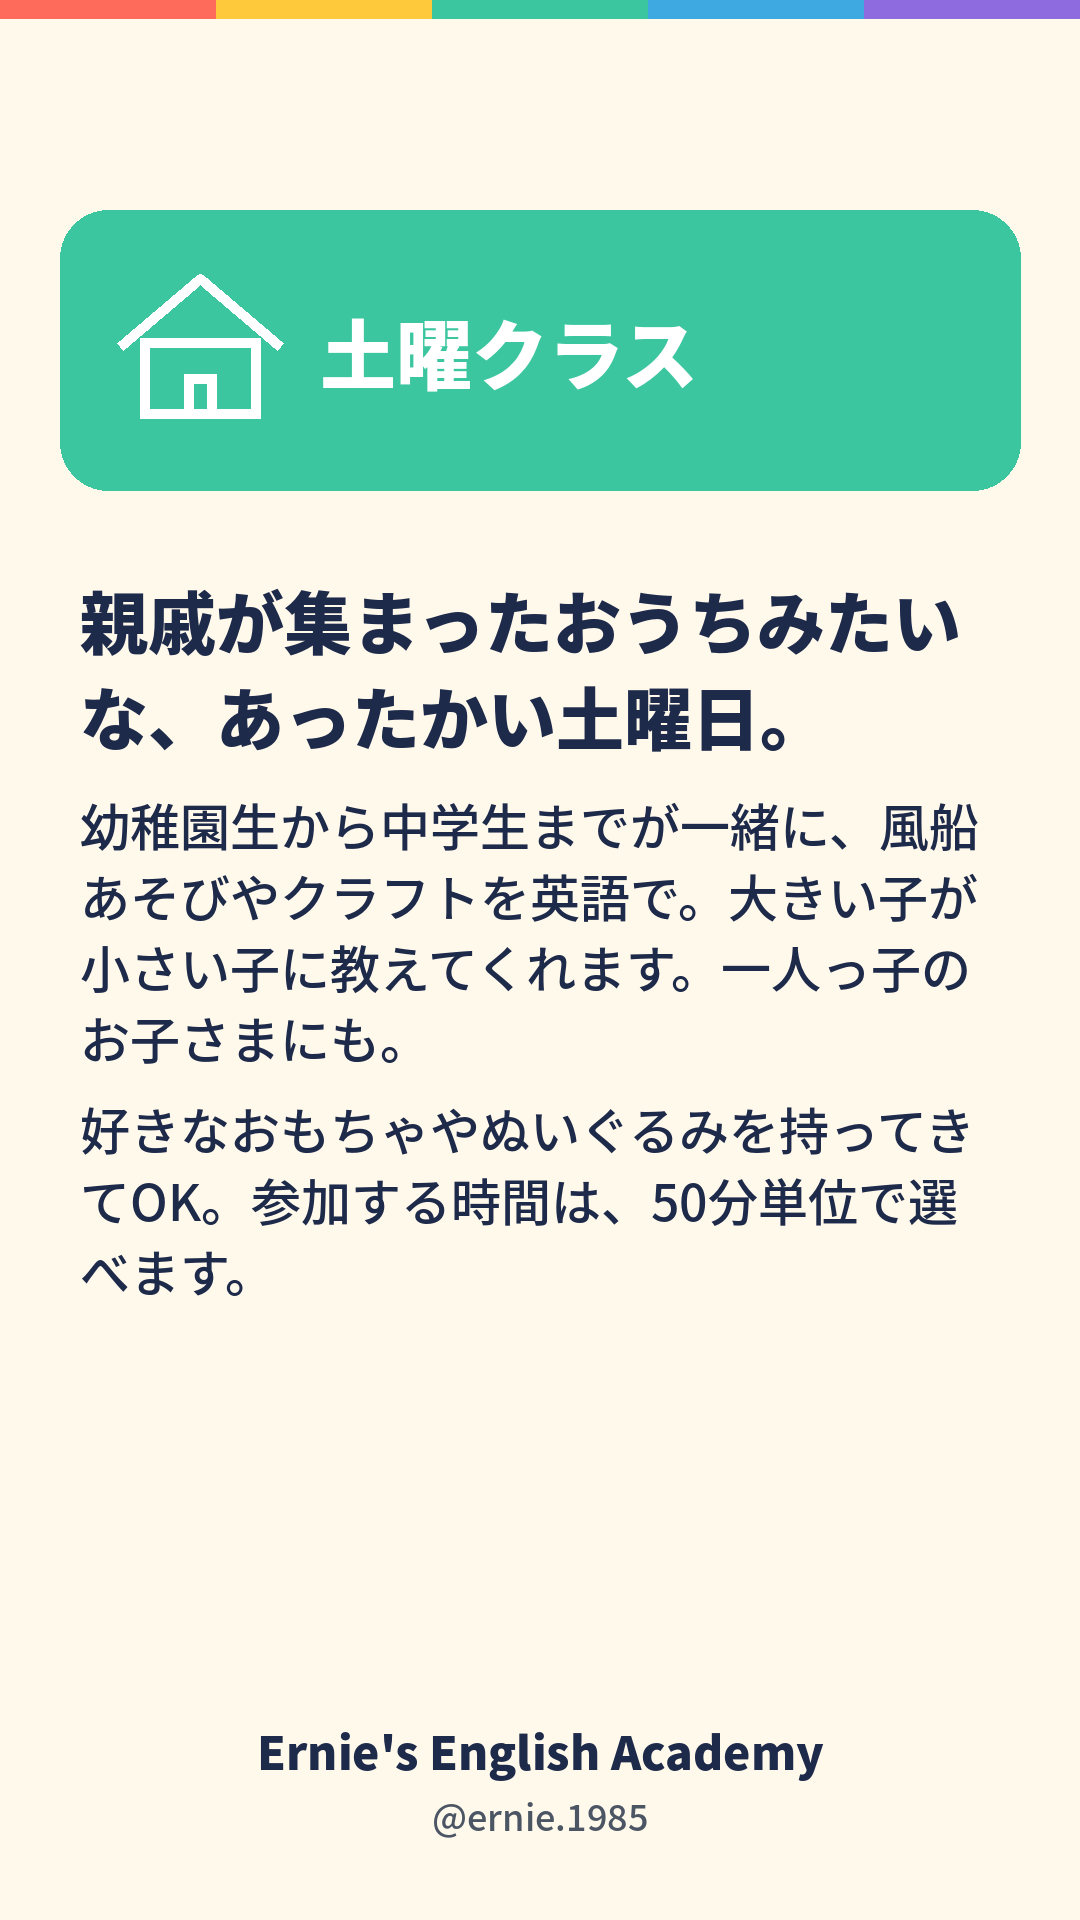 土曜クラス
親戚が集まったおうちみたい
な、あったかい土曜日。
幼稚園生から中学生までが一緒に、風船
あそびやクラフトを英語で。大きい子が
小さい子に教えてくれます。一人っ子の
お子さまにも。
好きなおもちゃやぬいぐるみを持ってき
てOK。参加する時間は、50分単位で選
べます。
Ernie's English Academy
@ernie.1985